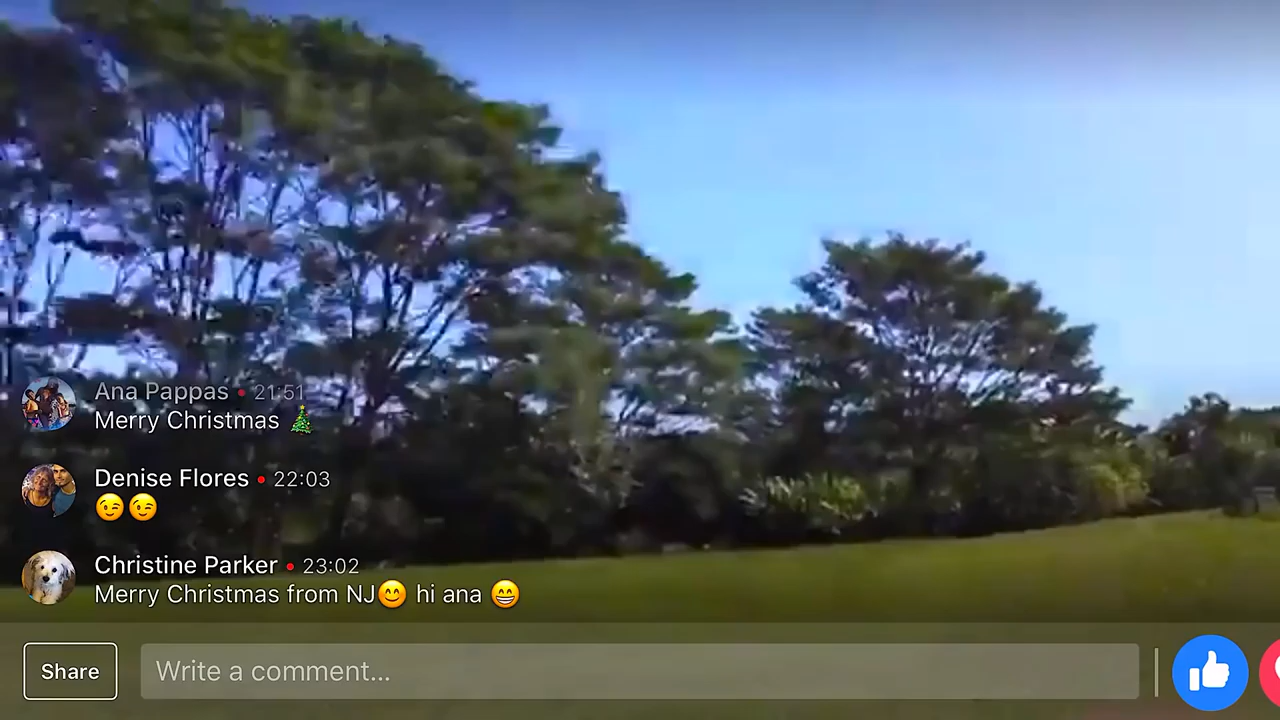 Ana Pappas • 21:51
Merry Christmas 🎄
Denise Flores • 22:03
😉😉
Christine Parker • 23:02
Merry Christmas from NJ😊 hi ana 😁
Share
Write a comment...